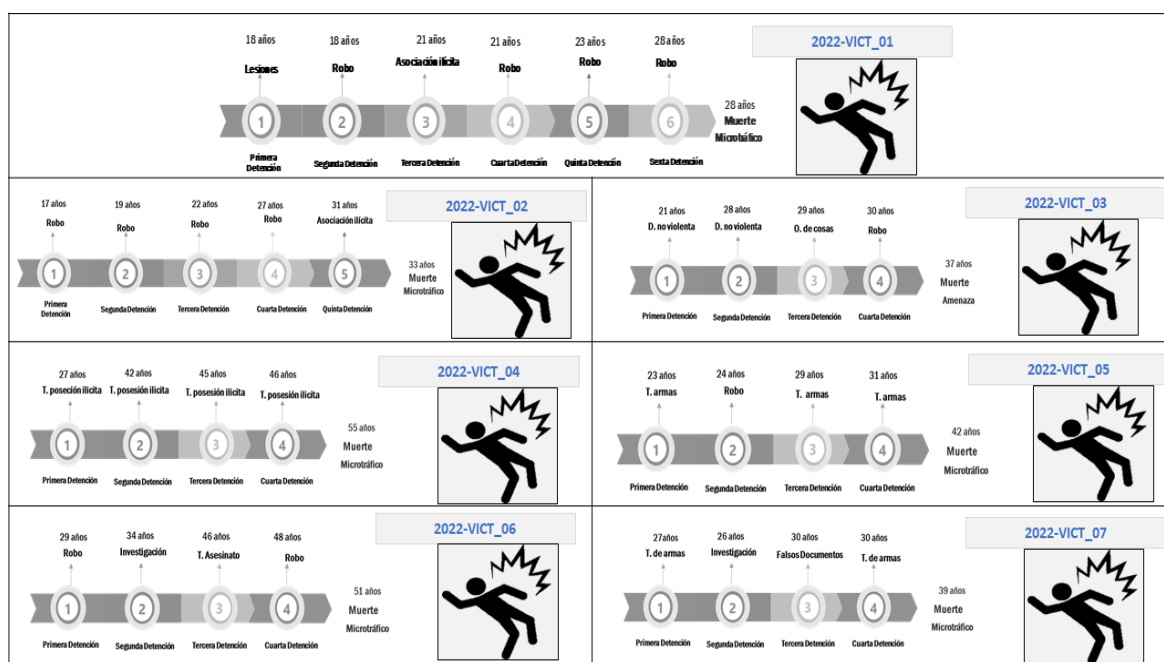 2022-VICT_01
18 años 18 años 21 años 21 años 23 años 28 años
Lesiones Robo Asociación ilícita Robo Robo Robo
1 2 3 4 5 6
28 años
Muerte
Microtráfico
Primera Detención Segunda Detención Tercera Detención Cuarta Detención Quinta Detención Sexta Detención
2022-VICT_02
17 años 19 años 22 años 27 años 31 años
Robo Robo Robo Robo Asociación ilícita
1 2 3 4 5
33 años
Muerte
Microtráfico
Primera Detención Segunda Detención Tercera Detención Cuarta Detención Quinta Detención
2022-VICT_03
21 años 28 años 29 años 30 años
D. no violenta D. no violenta O. de cosas Robo
1 2 3 4
37 años
Muerte
Amenaza
Primera Detención Segunda Detención Tercera Detención Cuarta Detención
2022-VICT_04
27 años 42 años 45 años 46 años
T. poseción ilicita T. posesión ilicita T. posesión ilicita T. posesión ilicita
1 2 3 4
55 años
Muerte
Microtráfico
Primera Detención Segunda Detención Tercera Detención Cuarta Detención
2022-VICT_05
23 años 24 años 29 años 31 años
T. armas Robo T. armas T. armas
1 2 3 4
42 años
Muerte
Microtráfico
Primera Detención Segunda Detención Tercera Detención Cuarta Detención
2022-VICT_06
29 años 34 años 46 años 48 años
Robo Investigación T. Asesinato Robo
1 2 3 4
51 años
Muerte
Microtráfico
Primera Detención Segunda Detención Tercera Detención Cuarta Detención
2022-VICT_07
27años 26 años 30 años 30 años
T. de armas Investigación Falsos Documentos T. de armas
1 2 3 4
39 años
Muerte
Microtráfico
Primera Detención Segunda Detención Tercera Detención Cuarta Detención